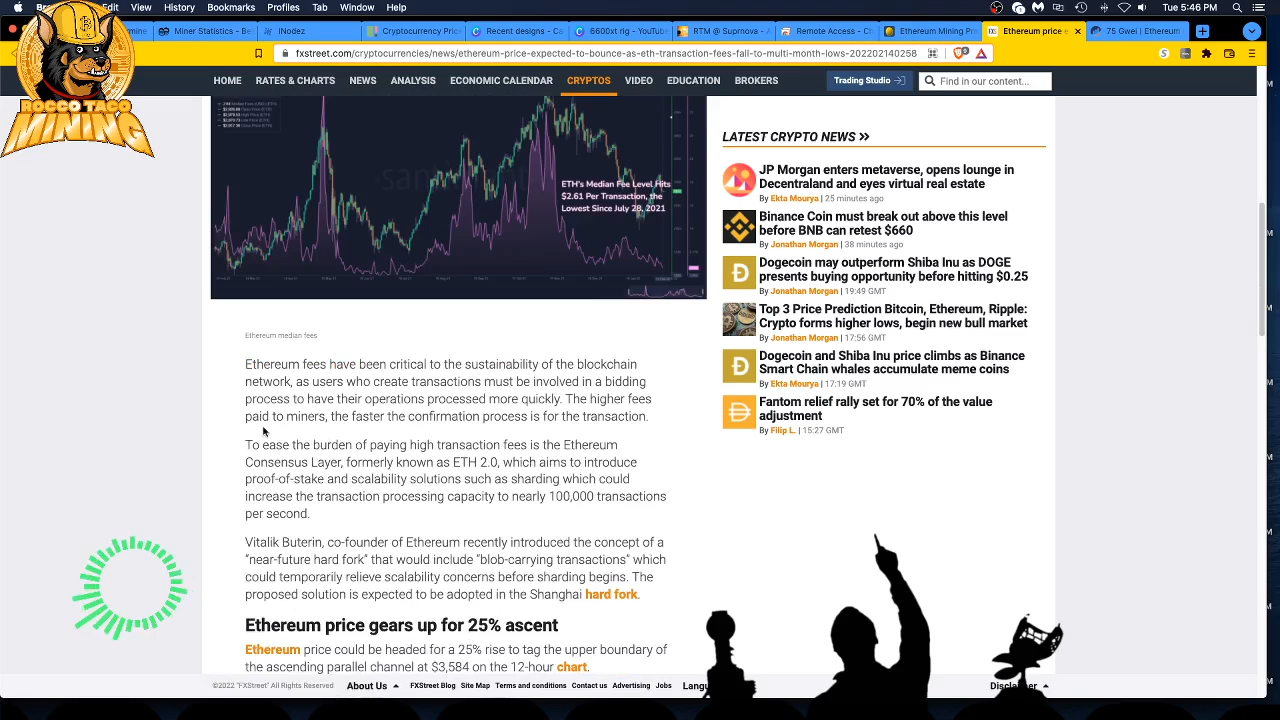 View
History
Bookmarks
Profiles
Edit
Tab
Window
Help
Tue 5:46 PM
Miner Statistics - Be
INodez
Cryptocurrency Price
Recent designs - Ca
6600xt rig - YouTub
RTM @ Suprnova - A
Remote Access - Ch
Ethereum Mining Pro
Ethereum price e
75 Gwei | Ethereum
fxstreet.com/cryptocurrencies/news/ethereum-price-expected-to-bounce-as-eth-transaction-fees-fall-to-multi-month-lows-202202140258
HOME
RATES & CHARTS
NEWS
ANALYSIS
ECONOMIC CALENDAR
CRYPTOS
VIDEO
EDUCATION
BROKERS
Trading Studio
Find in our content...
ROCCO TACO
MINING
ETH's Median Fee Level Hits
$2.61 Per Transaction, the
Lowest Since July 28, 2021
Ethereum median fees
Ethereum fees have been critical to the sustainability of the blockchain
network, as users who create transactions must be involved in a bidding
process to have their operations processed more quickly. The higher fees
paid to miners, the faster the confirmation process is for the transaction.
To ease the burden of paying high transaction fees is the Ethereum
Consensus Layer, formerly known as ETH 2.0, which aims to introduce
proof-of-stake and scalability solutions such as sharding which could
increase the transaction processing capacity to nearly 100,000 transactions
per second.
Vitalik Buterin, co-founder of Ethereum recently introduced the concept of a
"near-future hard fork" that would include "blob-carrying transactions" which
could temporarily relieve scalability concerns before sharding begins. The
proposed solution is expected to be adopted in the Shanghai hard fork.
Ethereum price gears up for 25% ascent
Ethereum price could be headed for a 25% rise to tag the upper boundary of
the ascending parallel channel at $3,584 on the 12-hour chart.
LATEST CRYPTO NEWS
JP Morgan enters metaverse, opens lounge in
Decentraland and eyes virtual real estate
By Ekta Mourya | 25 minutes ago
Binance Coin must break out above this level
before BNB can retest $660
By Jonathan Morgan | 38 minutes ago
Dogecoin may outperform Shiba Inu as DOGE
presents buying opportunity before hitting $0.25
By Jonathan Morgan | 19:49 GMT
Top 3 Price Prediction Bitcoin, Ethereum, Ripple:
Crypto forms higher lows, begin new bull market
By Jonathan Morgan | 17:56 GMT
Dogecoin and Shiba Inu price climbs as Binance
Smart Chain whales accumulate meme coins
By Ekta Mourya | 17:19 GMT
Fantom relief rally set for 70% of the value
adjustment
By Filip L. | 15:27 GMT
©2022 "FXStreet" All Rights Reserved
About Us
FXStreet Blog
Site Map
Terms and conditions
Contact us
Advertising
Jobs